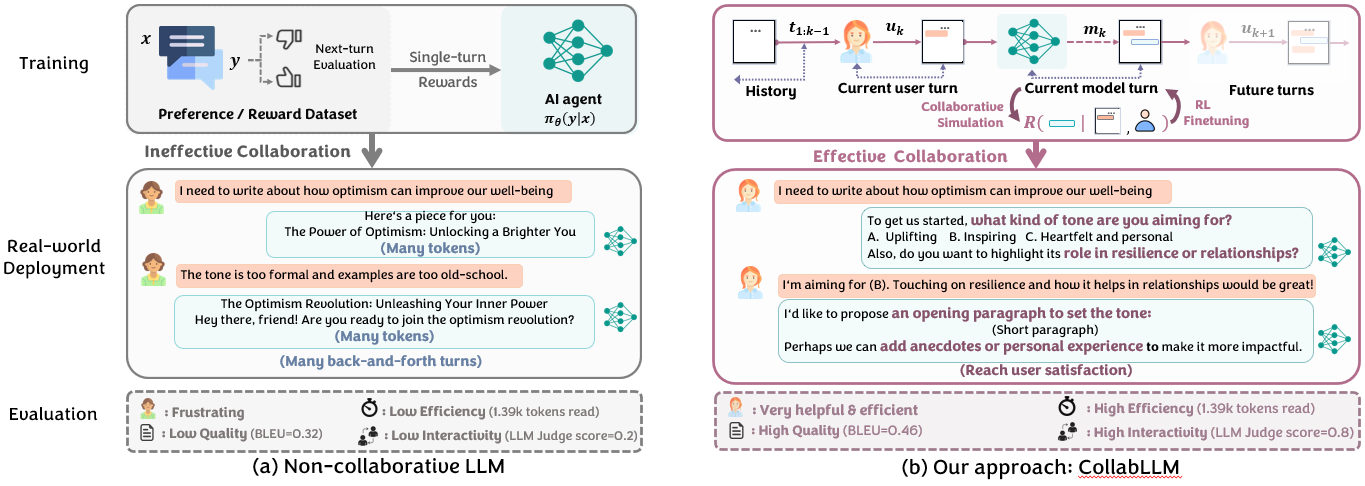 Training
x
y
Next-turn
Evaluation
Preference / Reward Dataset
Single-turn
Rewards
AI agent
πθ(y|x)
Ineffective Collaboration
Real-world
Deployment
I need to write about how optimism can improve our well-being
Here's a piece for you:
The Power of Optimism: Unlocking a Brighter You
(Many tokens)
The tone is too formal and examples are too old-school.
The Optimism Revolution: Unleashing Your Inner Power
Hey there, friend! Are you ready to join the optimism revolution?
(Many tokens)
(Many back-and-forth turns)
Evaluation
: Frustrating
: Low Efficiency (1.39k tokens read)
: Low Quality (BLEU=0.32)
: Low Interactivity (LLM Judge score=0.2)
(a) Non-collaborative LLM
t1:k−1
uk
mk
uk+1
History
Current user turn
Current model turn
Future turns
Collaborative
Simulation
R( | , )
RL
Finetuning
Effective Collaboration
I need to write about how optimism can improve our well-being
To get us started, what kind of tone are you aiming for?
A. Uplifting B. Inspiring C. Heartfelt and personal
Also, do you want to highlight its role in resilience or relationships?
I'm aiming for (B). Touching on resilience and how it helps in relationships would be great!
I'd like to propose an opening paragraph to set the tone:
(Short paragraph)
Perhaps we can add anecdotes or personal experience to make it more impactful.
(Reach user satisfaction)
: Very helpful & efficient
: High Efficiency (1.39k tokens read)
: High Quality (BLEU=0.46)
: High Interactivity (LLM Judge score=0.8)
(b) Our approach: CollabLLM